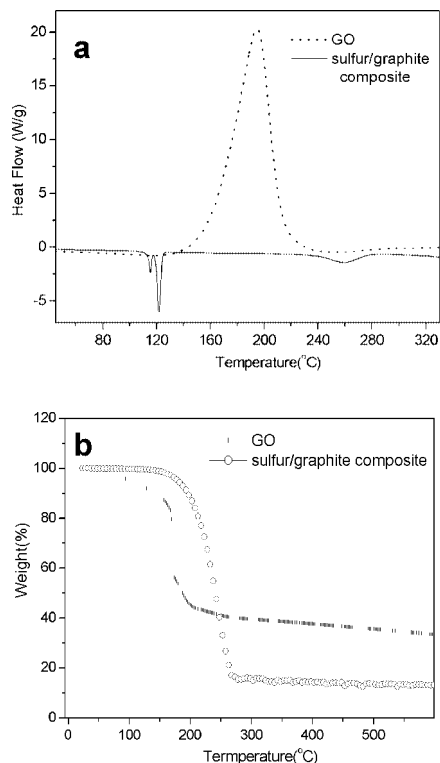 a
GO
sulfur/graphite
composite
Heat Flow (W/g)
20
15
10
5
0
-5
80 120 160 200 240 280 320
Temperature(°C)
b
GO
sulfur/graphite composite
Weight(%)
120
100
80
60
40
20
0
0 100 200 300 400 500
Termperature(°C)